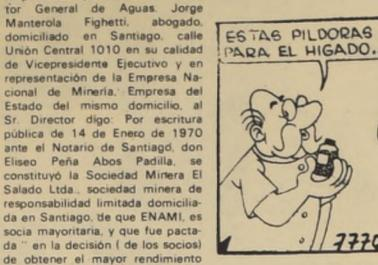 tor General de Aguas. Jorge
Manterola Fighetti, abogado,
domiciliado en Santiago, calle
Unión Central 1010 en su calidad
de Vicepresidente Ejecutivo y en
representación de la Empresa Na-
cional de Minería, Empresa del
Estado del mismo domicilio, al
Sr. Director digo: Por escritura
pública de 14 de Enero de 1970
ante el Notario de Santiago, don
Eliseo Peña Abos Padilla, se
constituyó la Sociedad Minera El
Salado Ltda., sociedad minera de
responsabilidad limitada domicilia-
da en Santiago, de que ENAMI, es
socia mayoritaria, y que fue pacta-
da " en la decisión ( de los socios)
de obtener el mayor rendimiento
ESTAS PILDORAS
PARA EL HIGADO.
7770